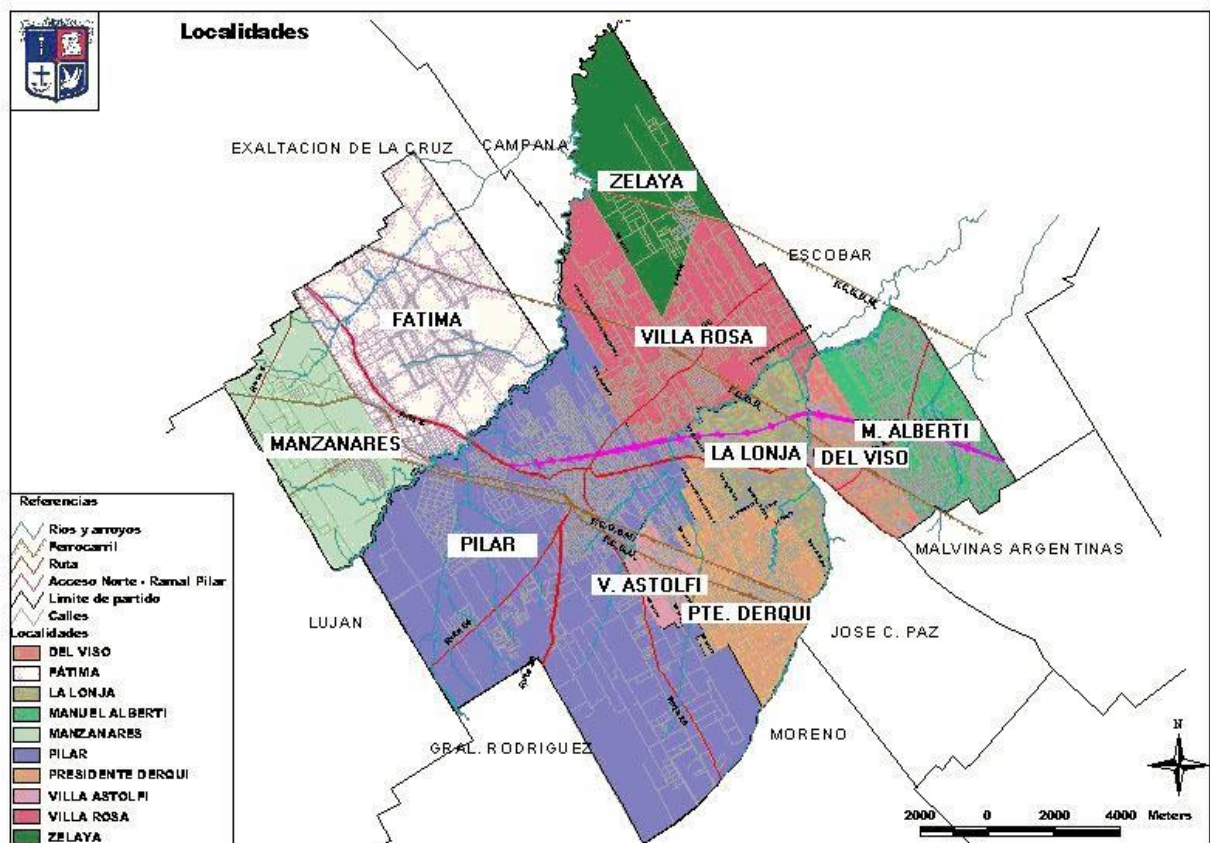 Localidades
EXALTACION DE LA CRUZ
CAMPANA
ZELAYA
ESCOBAR
F.C.G.B.M.
FATIMA
VILLA ROSA
MANZANARES
M. ALBERTI
LA LONJA
DEL VISO
PILAR
MALVINAS ARGENTINAS
V. ASTOLFI
PTE. DERQUI
LUJAN
JOSE C. PAZ
MORENO
GRAL. RODRIGUEZ
Referencias
Rios y arroyos
Ferrocarril
Ruta
Acceso Norte - Ramal Pilar
Limite de partido
Calles
Localidades
DEL VISO
FATIMA
LA LONJA
MANUEL ALBERTI
MANZANARES
PILAR
PRESIDENTE DERQUI
VILLA ASTOLFI
VILLA ROSA
ZELAYA
N
2000 0 2000 4000 Meters